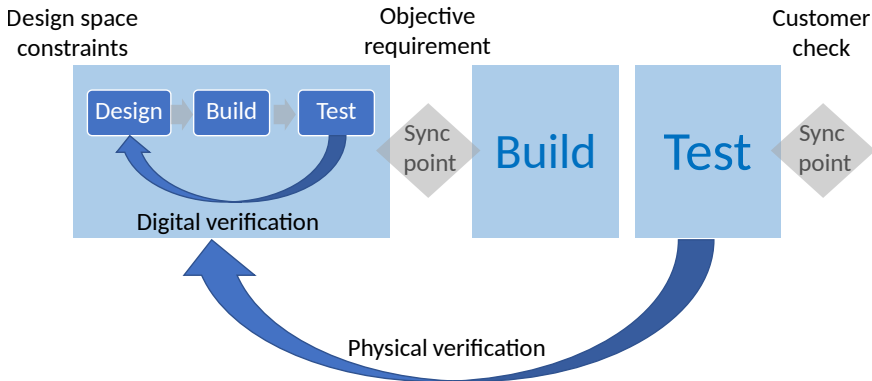 Design space
constraints
Objective
requirement
Customer
check
Design
Build
Test
Sync
point
Build
Test
Sync
point
Digital verification
Physical verification